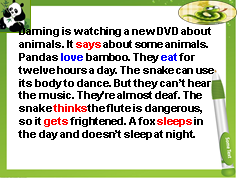 Daming is watching a new DVD about
animals. It says about some animals.
Pandas love bamboo. They eat for
twelve hours a day. The snake can use
its body to dance. But they can't hear
the music. They're almost deaf. The
snake thinks the flute is dangerous,
so it gets frightened. A fox sleeps in
the day and doesn't sleep at night.